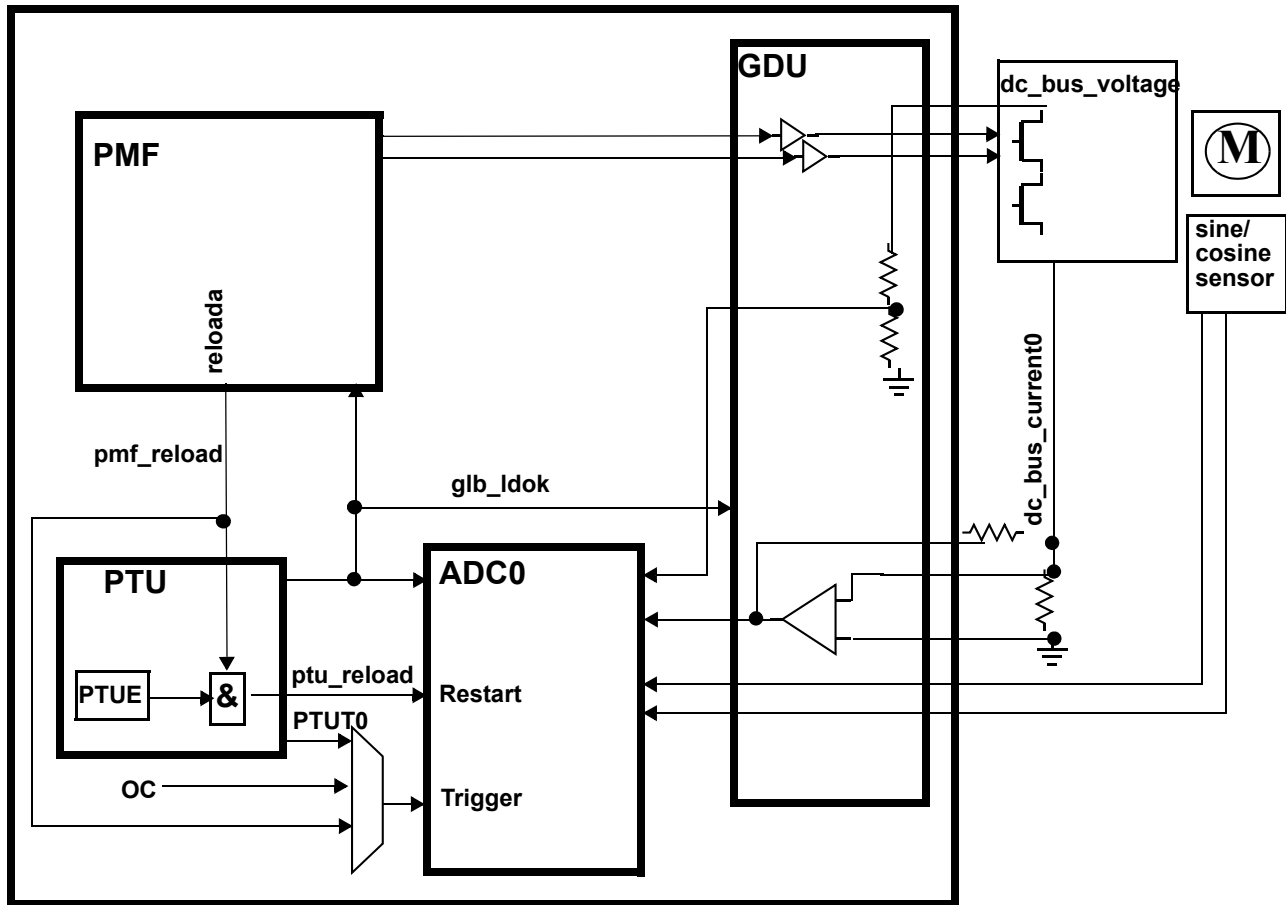 GDU
dc_bus_voltage
PMF
M
sine/
cosine
sensor
reloada
dc_bus_current0
pmf_reload
glb_ldok
PTU
ADC0
PTUE
&
ptu_reload
Restart
PTUT0
OC
Trigger